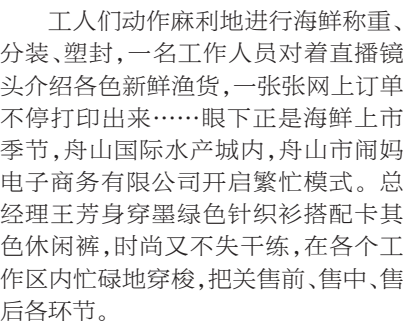 工人们动作麻利地进行海鲜称重、
分装、塑封，一名工作人员对着直播镜
头介绍各色新鲜渔货，一张张网上订单
不停打印出来……眼下正是海鲜上市
季节，舟山国际水产城内，舟山市闹妈
电子商务有限公司开启繁忙模式。总
经理王芳身穿墨绿色针织衫搭配卡其
色休闲裤，时尚又不失干练，在各个工
作区内忙碌地穿梭，把关售前、售中、售
后各环节。